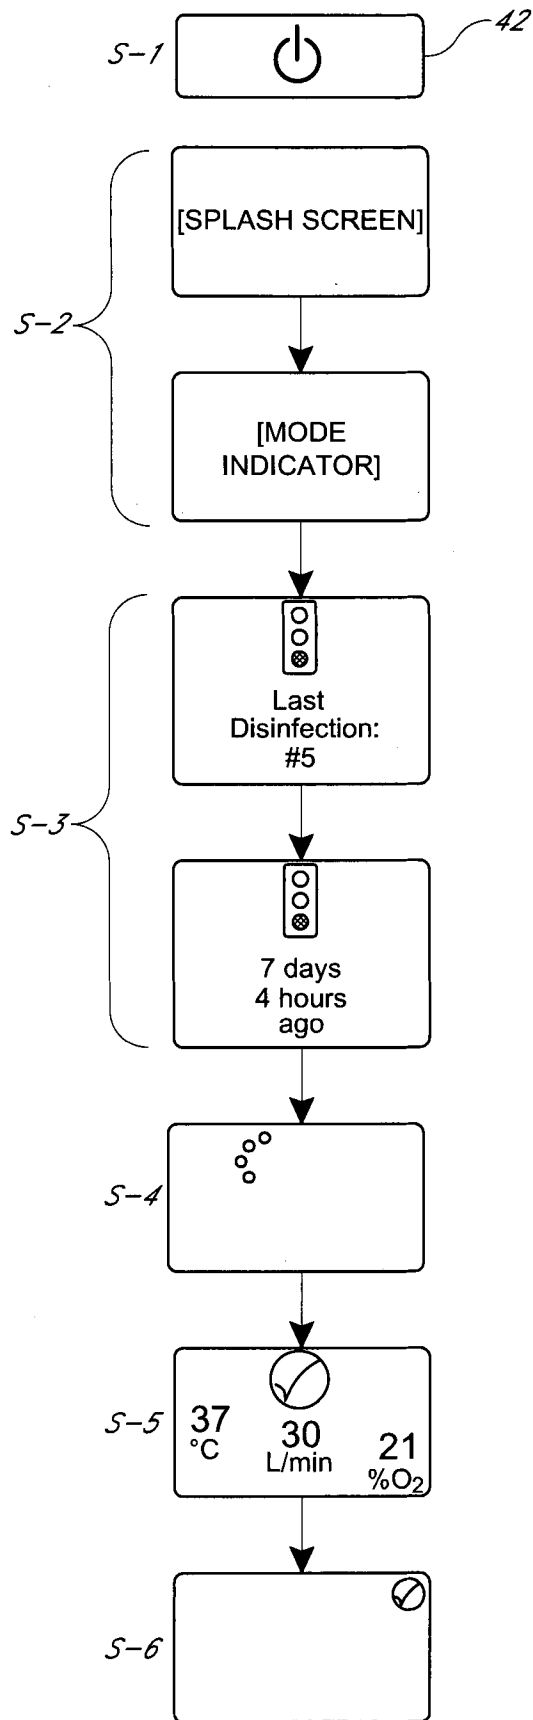 S-1
42
S-2
[SPLASH SCREEN]
[MODE
INDICATOR]
S-3
Last
Disinfection:
#5
7 days
4 hours
ago
S-4
S-5
37
°C
30
L/min
21
%O₂
S-6